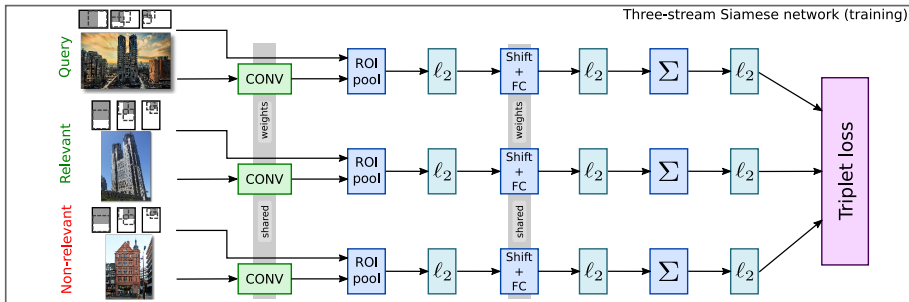 Three-stream Siamese network (training)
Query
CONV
ROI
pool
ℓ2
Shift
+
FC
ℓ2
Σ
ℓ2
weights
weights
Relevant
CONV
ROI
pool
ℓ2
Shift
+
FC
ℓ2
Σ
ℓ2
Triplet loss
shared
shared
Non-relevant
CONV
ROI
pool
ℓ2
Shift
+
FC
ℓ2
Σ
ℓ2